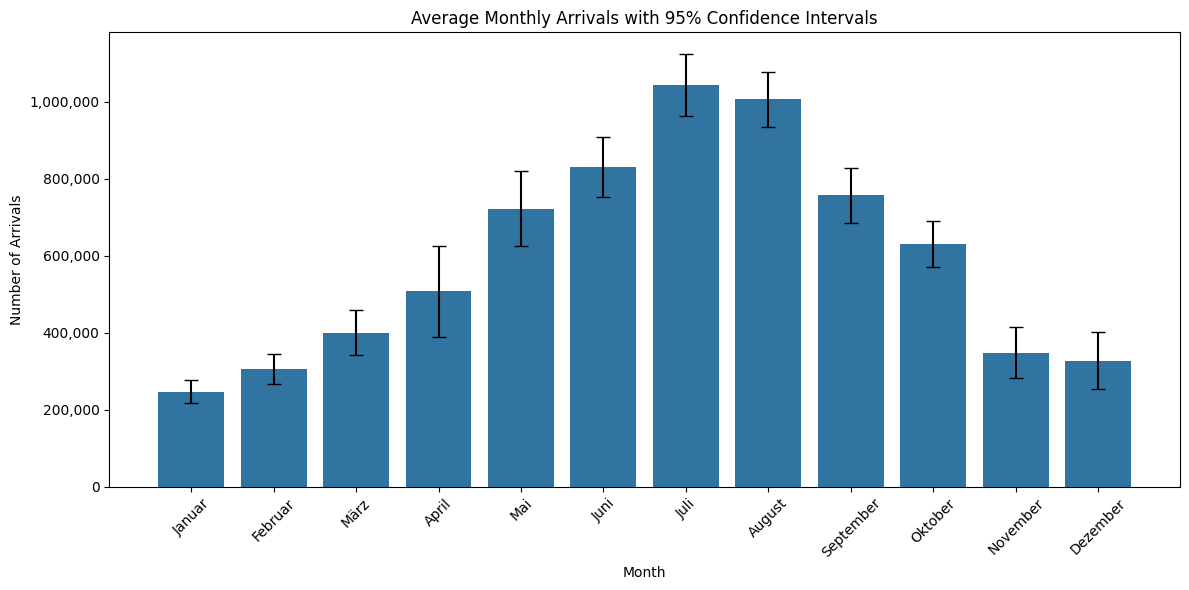 Average Monthly Arrivals with 95% Confidence Intervals
Number of Arrivals
1,000,000
800,000
600,000
400,000
200,000
0
Januar
Februar
März
April
Mai
Juni
Juli
August
September
Oktober
November
Dezember
Month